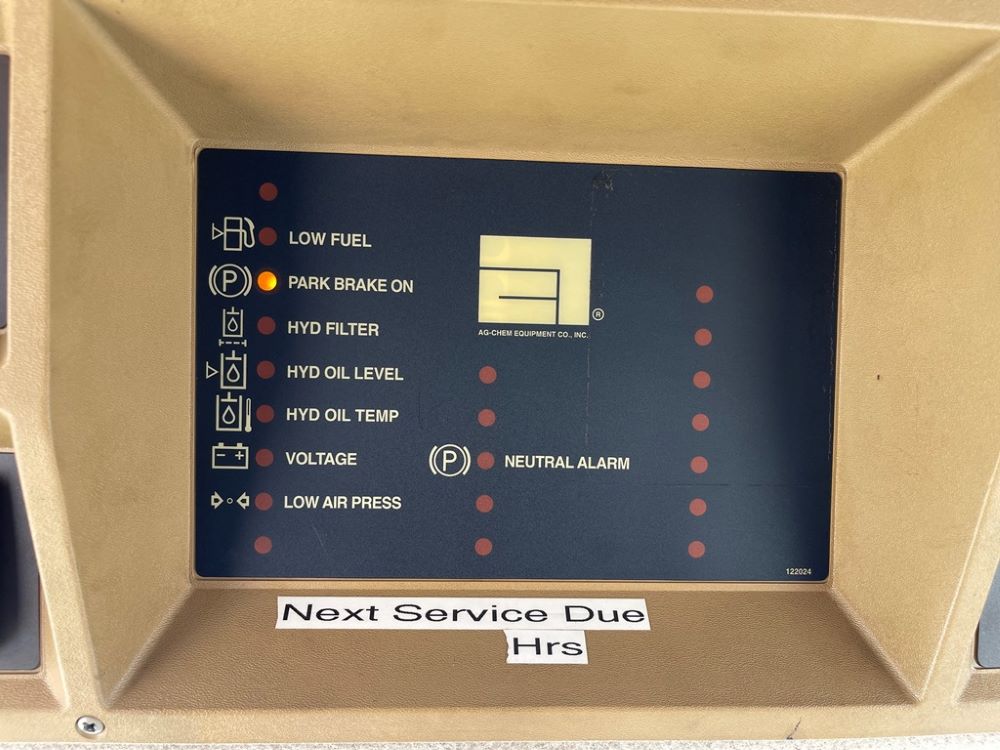 LOW FUEL
P PARK BRAKE ON
HYD FILTER
HYD OIL LEVEL
HYD OIL TEMP
VOLTAGE
LOW AIR PRESS
®
AG-CHEM EQUIPMENT CO., INC.
P NEUTRAL ALARM
122024
Next Service Due
Hrs